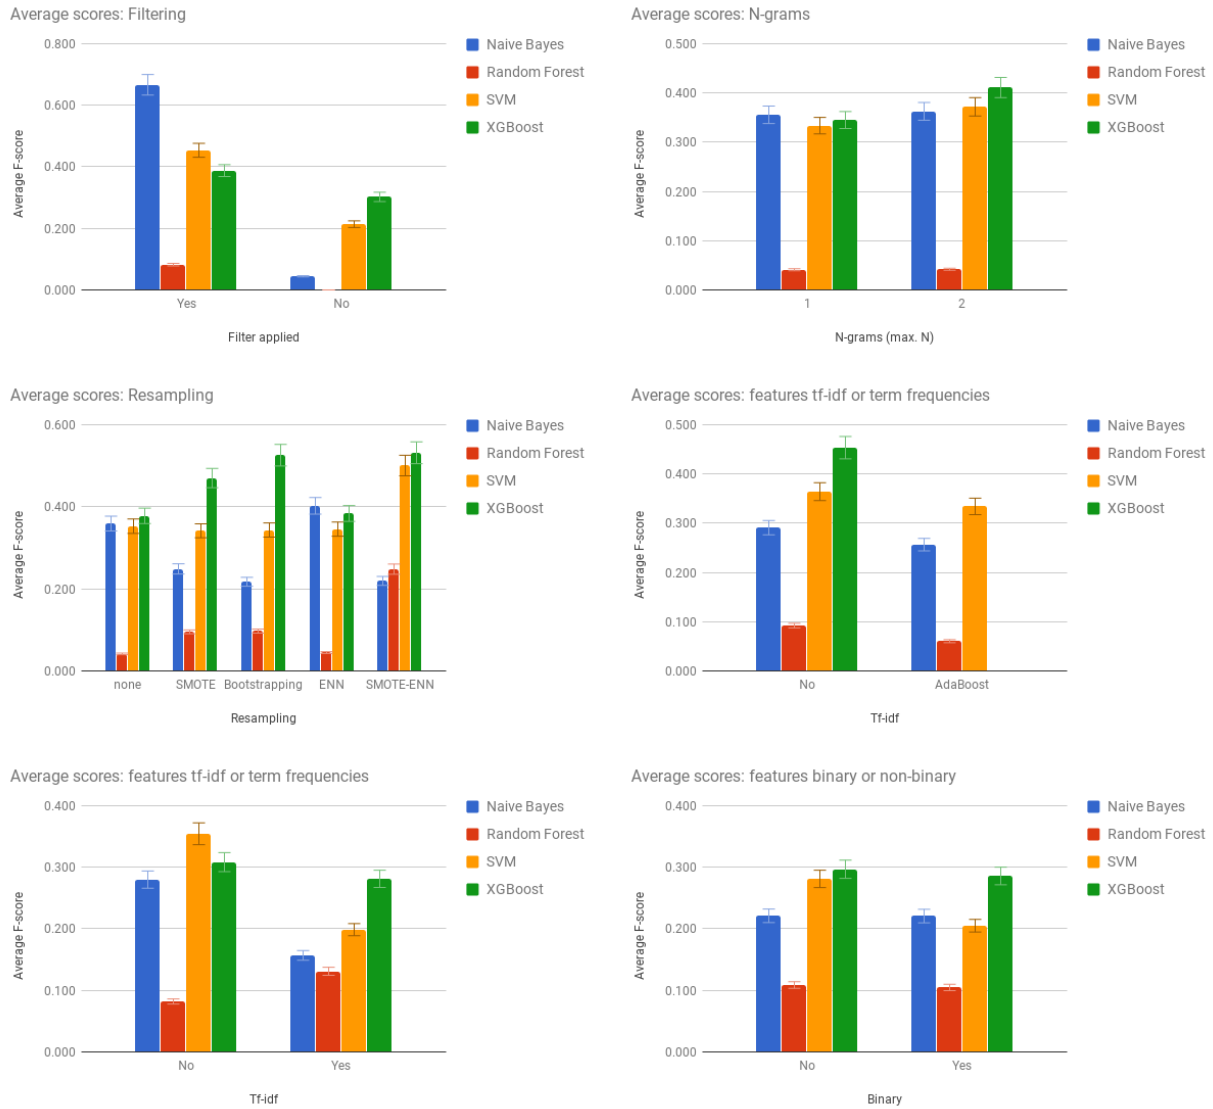 Average scores: Filtering
0.800
0.600
0.400
0.200
0.000
Average F-score
Yes
No
Filter applied
Naive Bayes
Random Forest
SVM
XGBoost
Average scores: N-grams
0.500
0.400
0.300
0.200
0.100
0.000
Average F-score
1
2
N-grams (max. N)
Naive Bayes
Random Forest
SVM
XGBoost
Average scores: Resampling
0.600
0.400
0.200
0.000
Average F-score
none
SMOTE
Bootstrapping
ENN
SMOTE-ENN
Resampling
Naive Bayes
Random Forest
SVM
XGBoost
Average scores: features tf-idf or term frequencies
0.500
0.400
0.300
0.200
0.100
0.000
Average F-score
No
AdaBoost
Tf-idf
Naive Bayes
Random Forest
SVM
XGBoost
Average scores: features tf-idf or term frequencies
0.400
0.300
0.200
0.100
0.000
Average F-score
No
Yes
Tf-idf
Naive Bayes
Random Forest
SVM
XGBoost
Average scores: features binary or non-binary
0.400
0.300
0.200
0.100
0.000
Average F-score
No
Yes
Binary
Naive Bayes
Random Forest
SVM
XGBoost